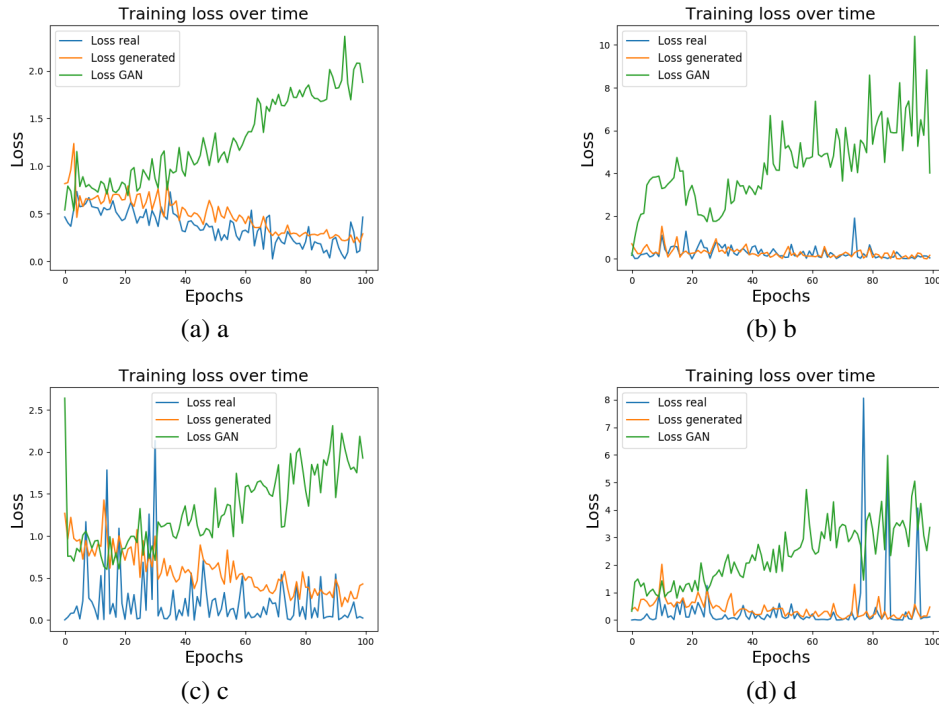 Training loss over time
Loss real
Loss generated
Loss GAN
Loss
2.0
1.5
1.0
0.5
0.0
0 20 40 60 80 100
Epochs
(a) a
Training loss over time
Loss real
Loss generated
Loss GAN
Loss
10
8
6
4
2
0
0 20 40 60 80 100
Epochs
(b) b
Training loss over time
Loss real
Loss generated
Loss GAN
Loss
2.5
2.0
1.5
1.0
0.5
0.0
0 20 40 60 80 100
Epochs
(c) c
Training loss over time
Loss real
Loss generated
Loss GAN
Loss
8
7
6
5
4
3
2
1
0
0 20 40 60 80 100
Epochs
(d) d